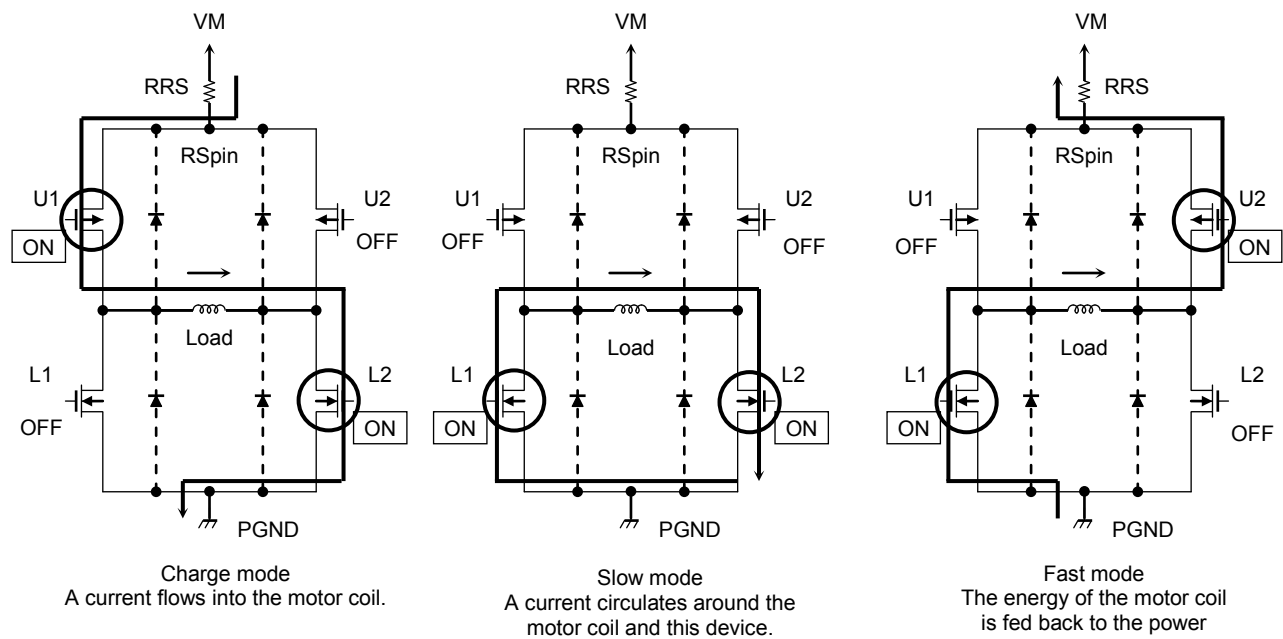 VM
RRS
RSpin
U1
ON
U2
OFF
Load
L1
OFF
L2
ON
PGND
Charge mode
A current flows into the motor coil.
VM
RRS
RSpin
U1
OFF
U2
OFF
Load
L1
ON
L2
ON
PGND
Slow mode
A current circulates around the
motor coil and this device.
VM
RRS
RSpin
U1
OFF
U2
ON
Load
L1
ON
L2
OFF
PGND
Fast mode
The energy of the motor coil
is fed back to the power